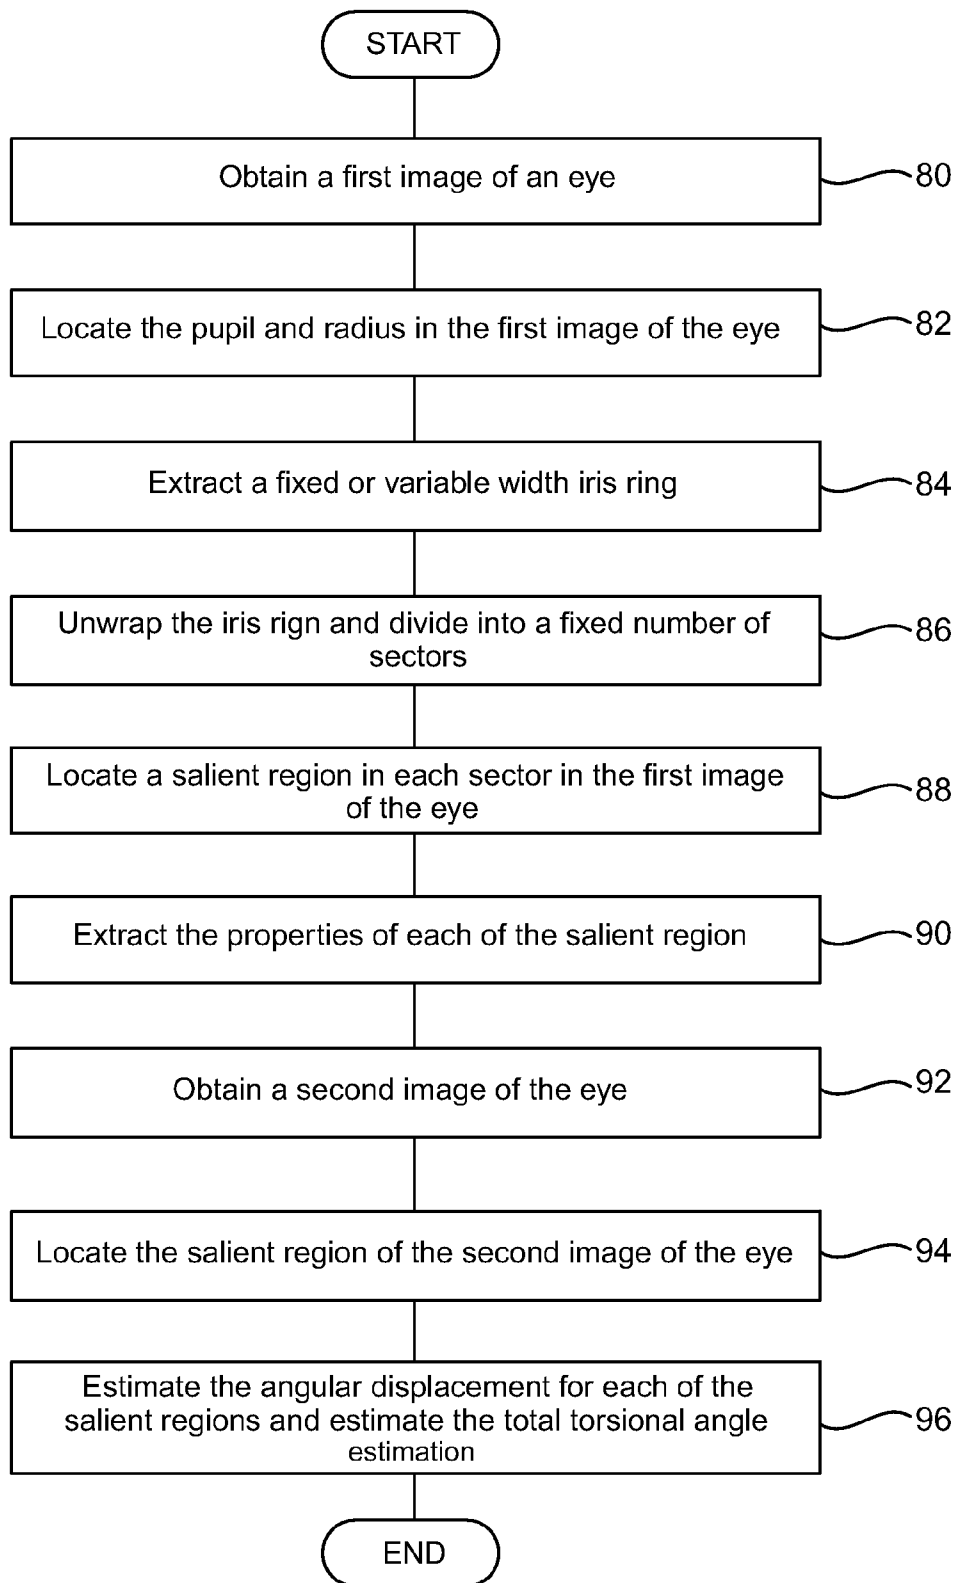 START
Obtain a first image of an eye
80
Locate the pupil and radius in the first image of the eye
82
Extract a fixed or variable width iris ring
84
Unwrap the iris rign and divide into a fixed number of
sectors
86
Locate a salient region in each sector in the first image
of the eye
88
Extract the properties of each of the salient region
90
Obtain a second image of the eye
92
Locate the salient region of the second image of the eye
94
Estimate the angular displacement for each of the
salient regions and estimate the total torsional angle
estimation
96
END